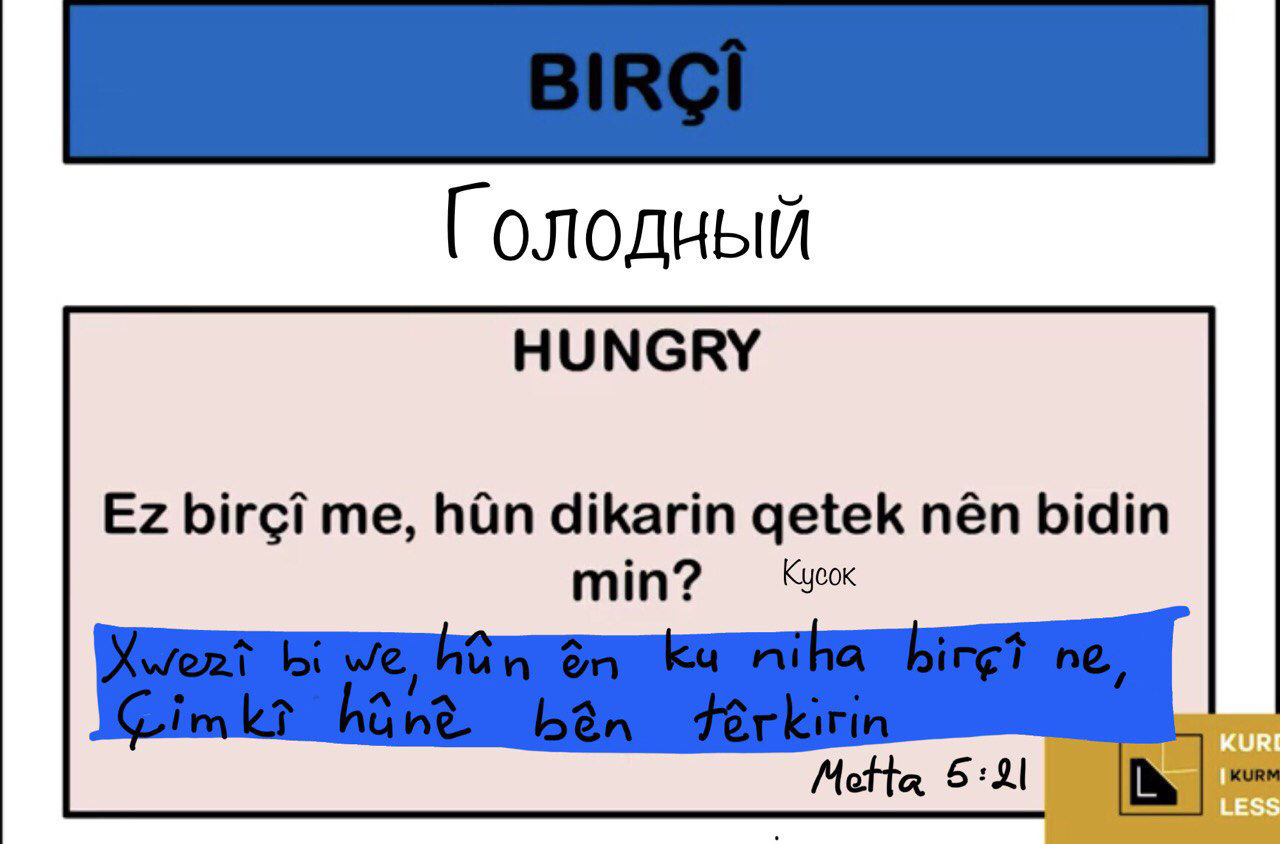 BIRÇÎ
Голодный
HUNGRY
Ez birçî me, hûn dikarin qetek nên bidin
min?
Кусок
Xwezî bi we, hûn ên ku niha birçî ne,
Çimkî hûnê bên têrkirin
Metta 5:21
KURD
| KURM
LESS